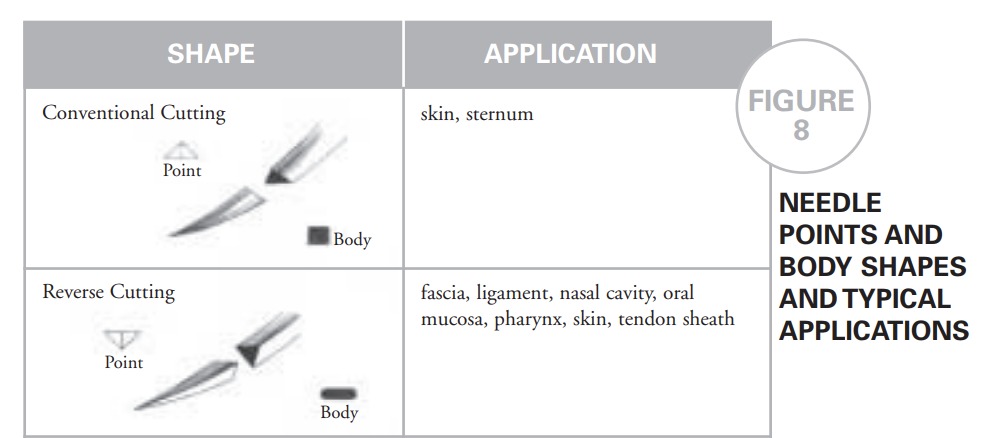 SHAPE
APPLICATION
Conventional Cutting
Point
Body
skin, sternum
Reverse Cutting
Point
Body
fascia, ligament, nasal cavity, oral
mucosa, pharynx, skin, tendon sheath
FIGURE
8
NEEDLE
POINTS AND
BODY SHAPES
AND TYPICAL
APPLICATIONS